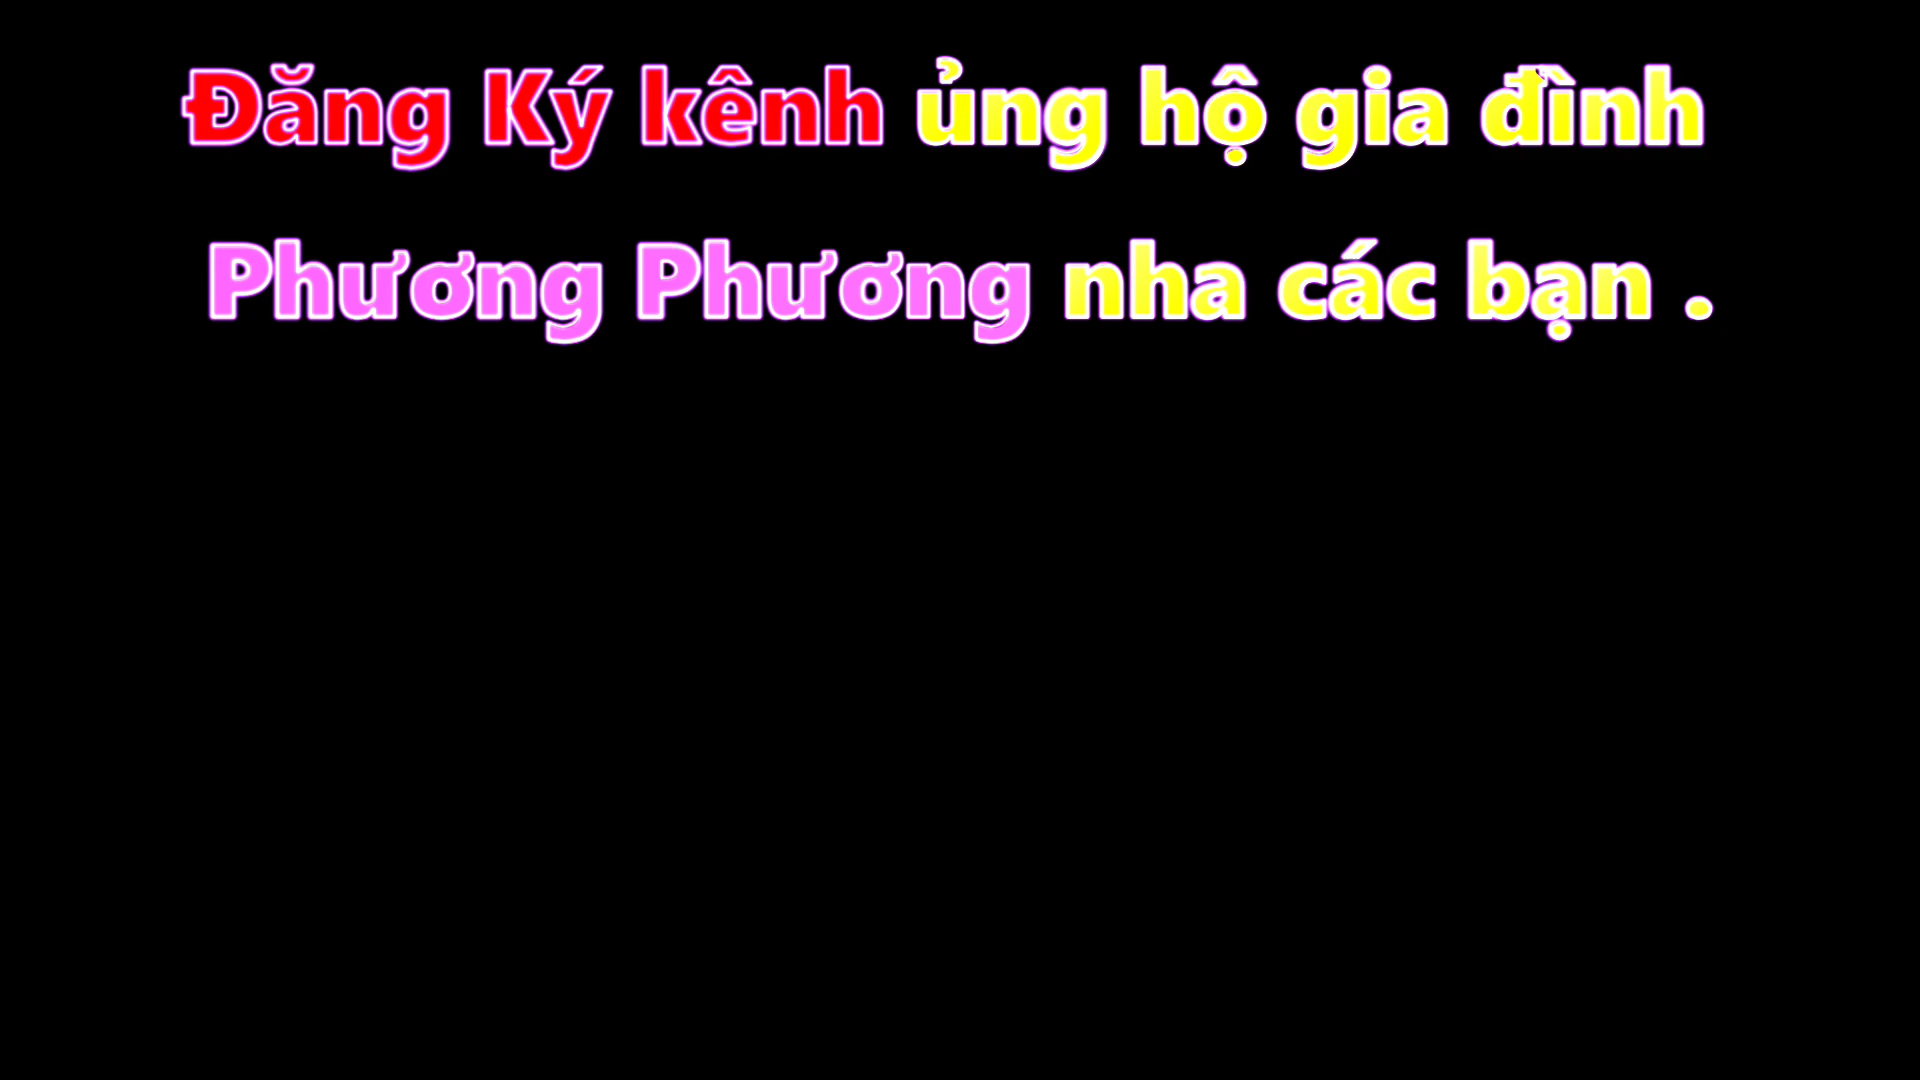 Đăng Ký kênh ủng hộ gia đình
Phương Phương nha các bạn .